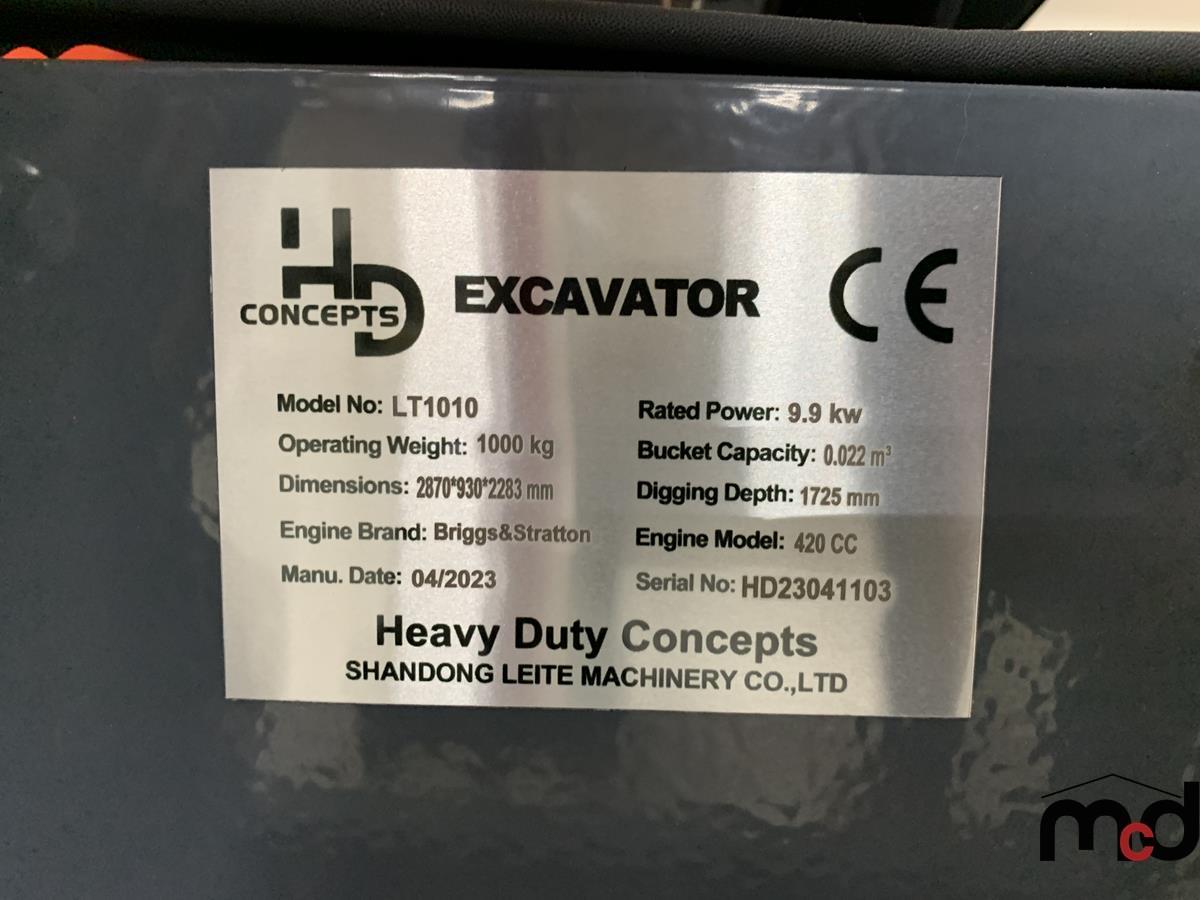 HD
CONCEPTS
EXCAVATOR
CE
Model No: LT1010
Rated Power: 9.9 kw
Operating Weight: 1000 kg
Bucket Capacity: 0.022 m³
Dimensions: 2870*930*2283 mm
Digging Depth: 1725 mm
Engine Brand: Briggs&Stratton
Engine Model: 420 CC
Manu. Date: 04/2023
Serial No: HD23041103
Heavy Duty Concepts
SHANDONG LEITE MACHINERY CO.,LTD
mcd